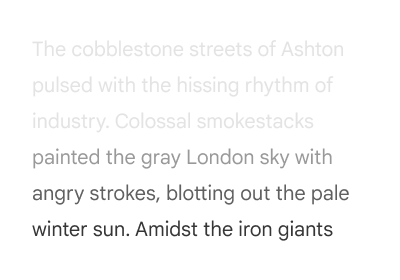 The cobblestone streets of Ashton
pulsed with the hissing rhythm of
industry. Colossal smokestacks
painted the gray London sky with
angry strokes, blotting out the pale
winter sun. Amidst the iron giants